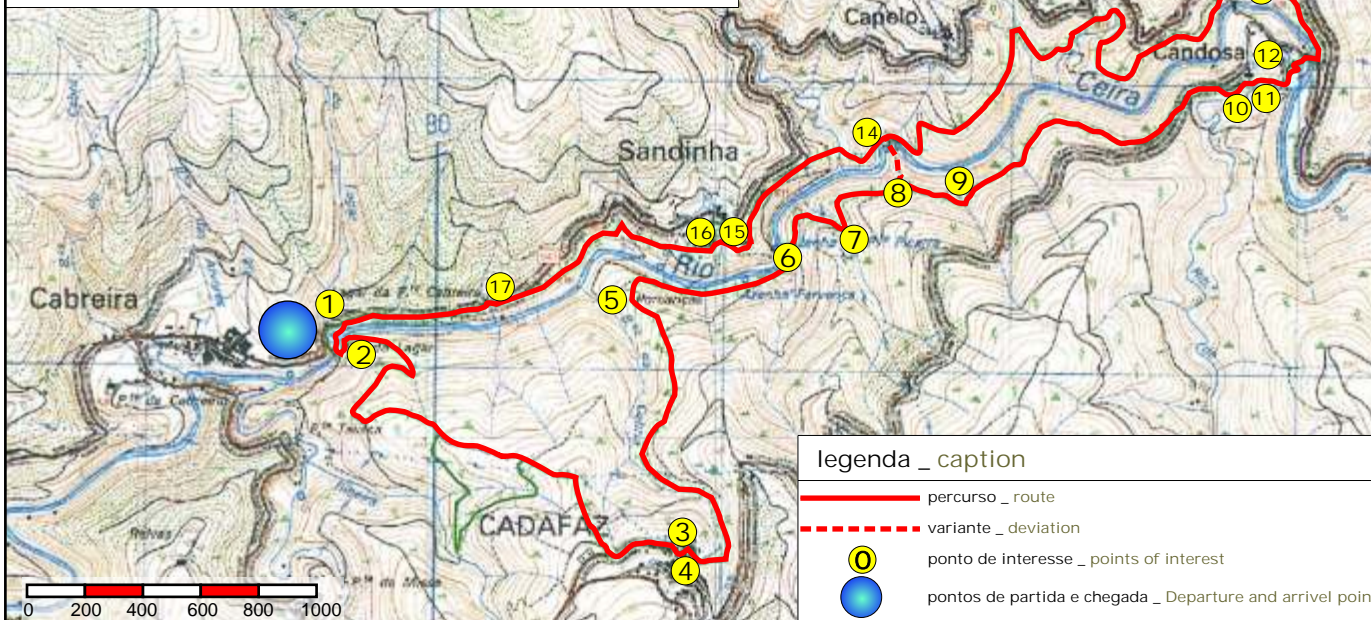 Capelo
Candosa
12
Ceira
10
11
80
14
Sandinha
9
8
16
15
7
6
Rio
Cabreira
1
17
5
2
CADAFAZ
3
4
0 200 400 600 800 1000
legenda _ caption
percurso _ route
variante _ deviation
0 ponto de interesse _ points of interest
pontos de partida e chegada _ Departure and arrivel poin